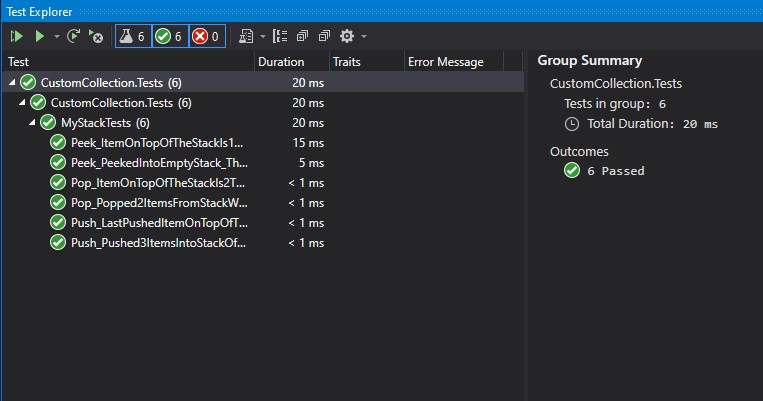 Test Explorer
6 6 0
Test Duration Traits Error Message
CustomCollection.Tests (6) 20 ms
CustomCollection.Tests (6) 20 ms
MyStackTests (6) 20 ms
Peek_ItemOnTopOfTheStackIs1... 15 ms
Peek_PeekedIntoEmptyStack_Th... 5 ms
Pop_ItemOnTopOfTheStackIs2T... < 1 ms
Pop_Popped2ItemsFromStackW... < 1 ms
Push_LastPushedItemOnTopOfT... < 1 ms
Push_Pushed3ItemsIntoStackOf... < 1 ms
Group Summary
CustomCollection.Tests
Tests in group: 6
Total Duration: 20 ms
Outcomes
6 Passed